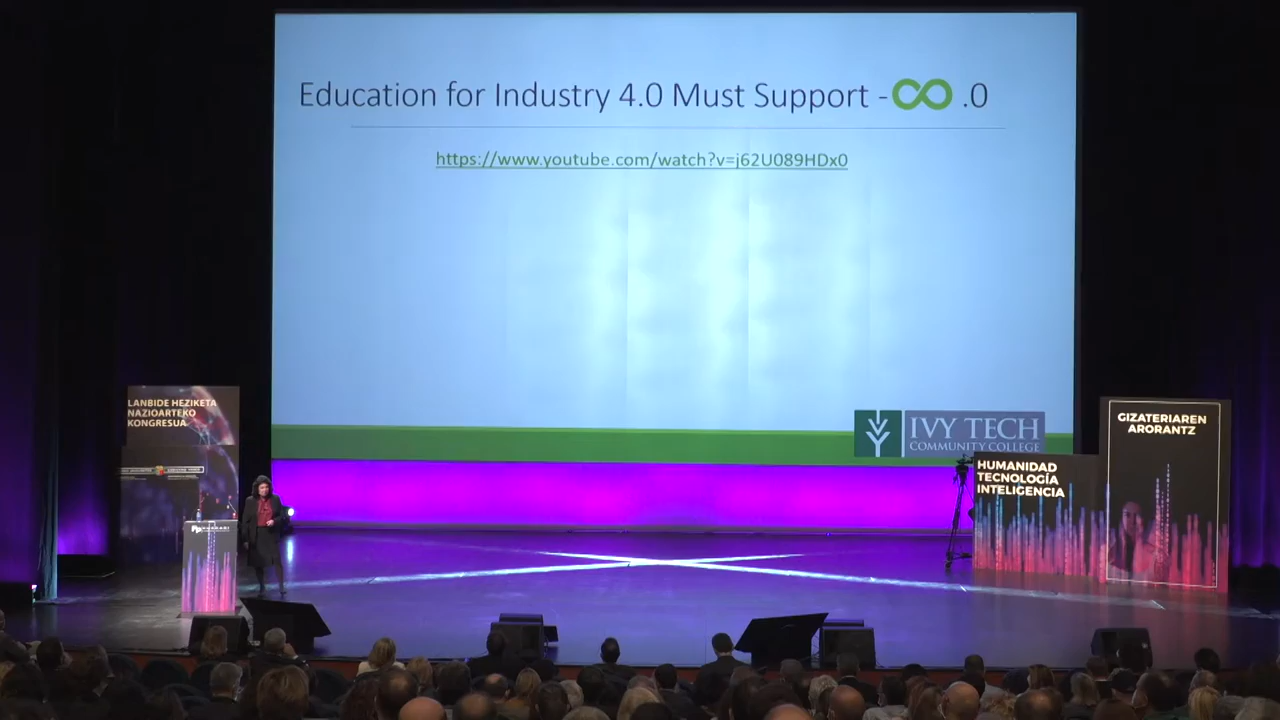 Education for Industry 4.0 Must Support - ∞ .0
https://www.youtube.com/watch?v=j62U089HDx0
IVY TECH
COMMUNITY COLLEGE
LANBIDE HEZIKETA
NAZIOARTEKO
KONGRESUA
HUMANIDAD
TECNOLOGÍA
INTELIGENCIA
GIZATERIAREN
ARORANTZ